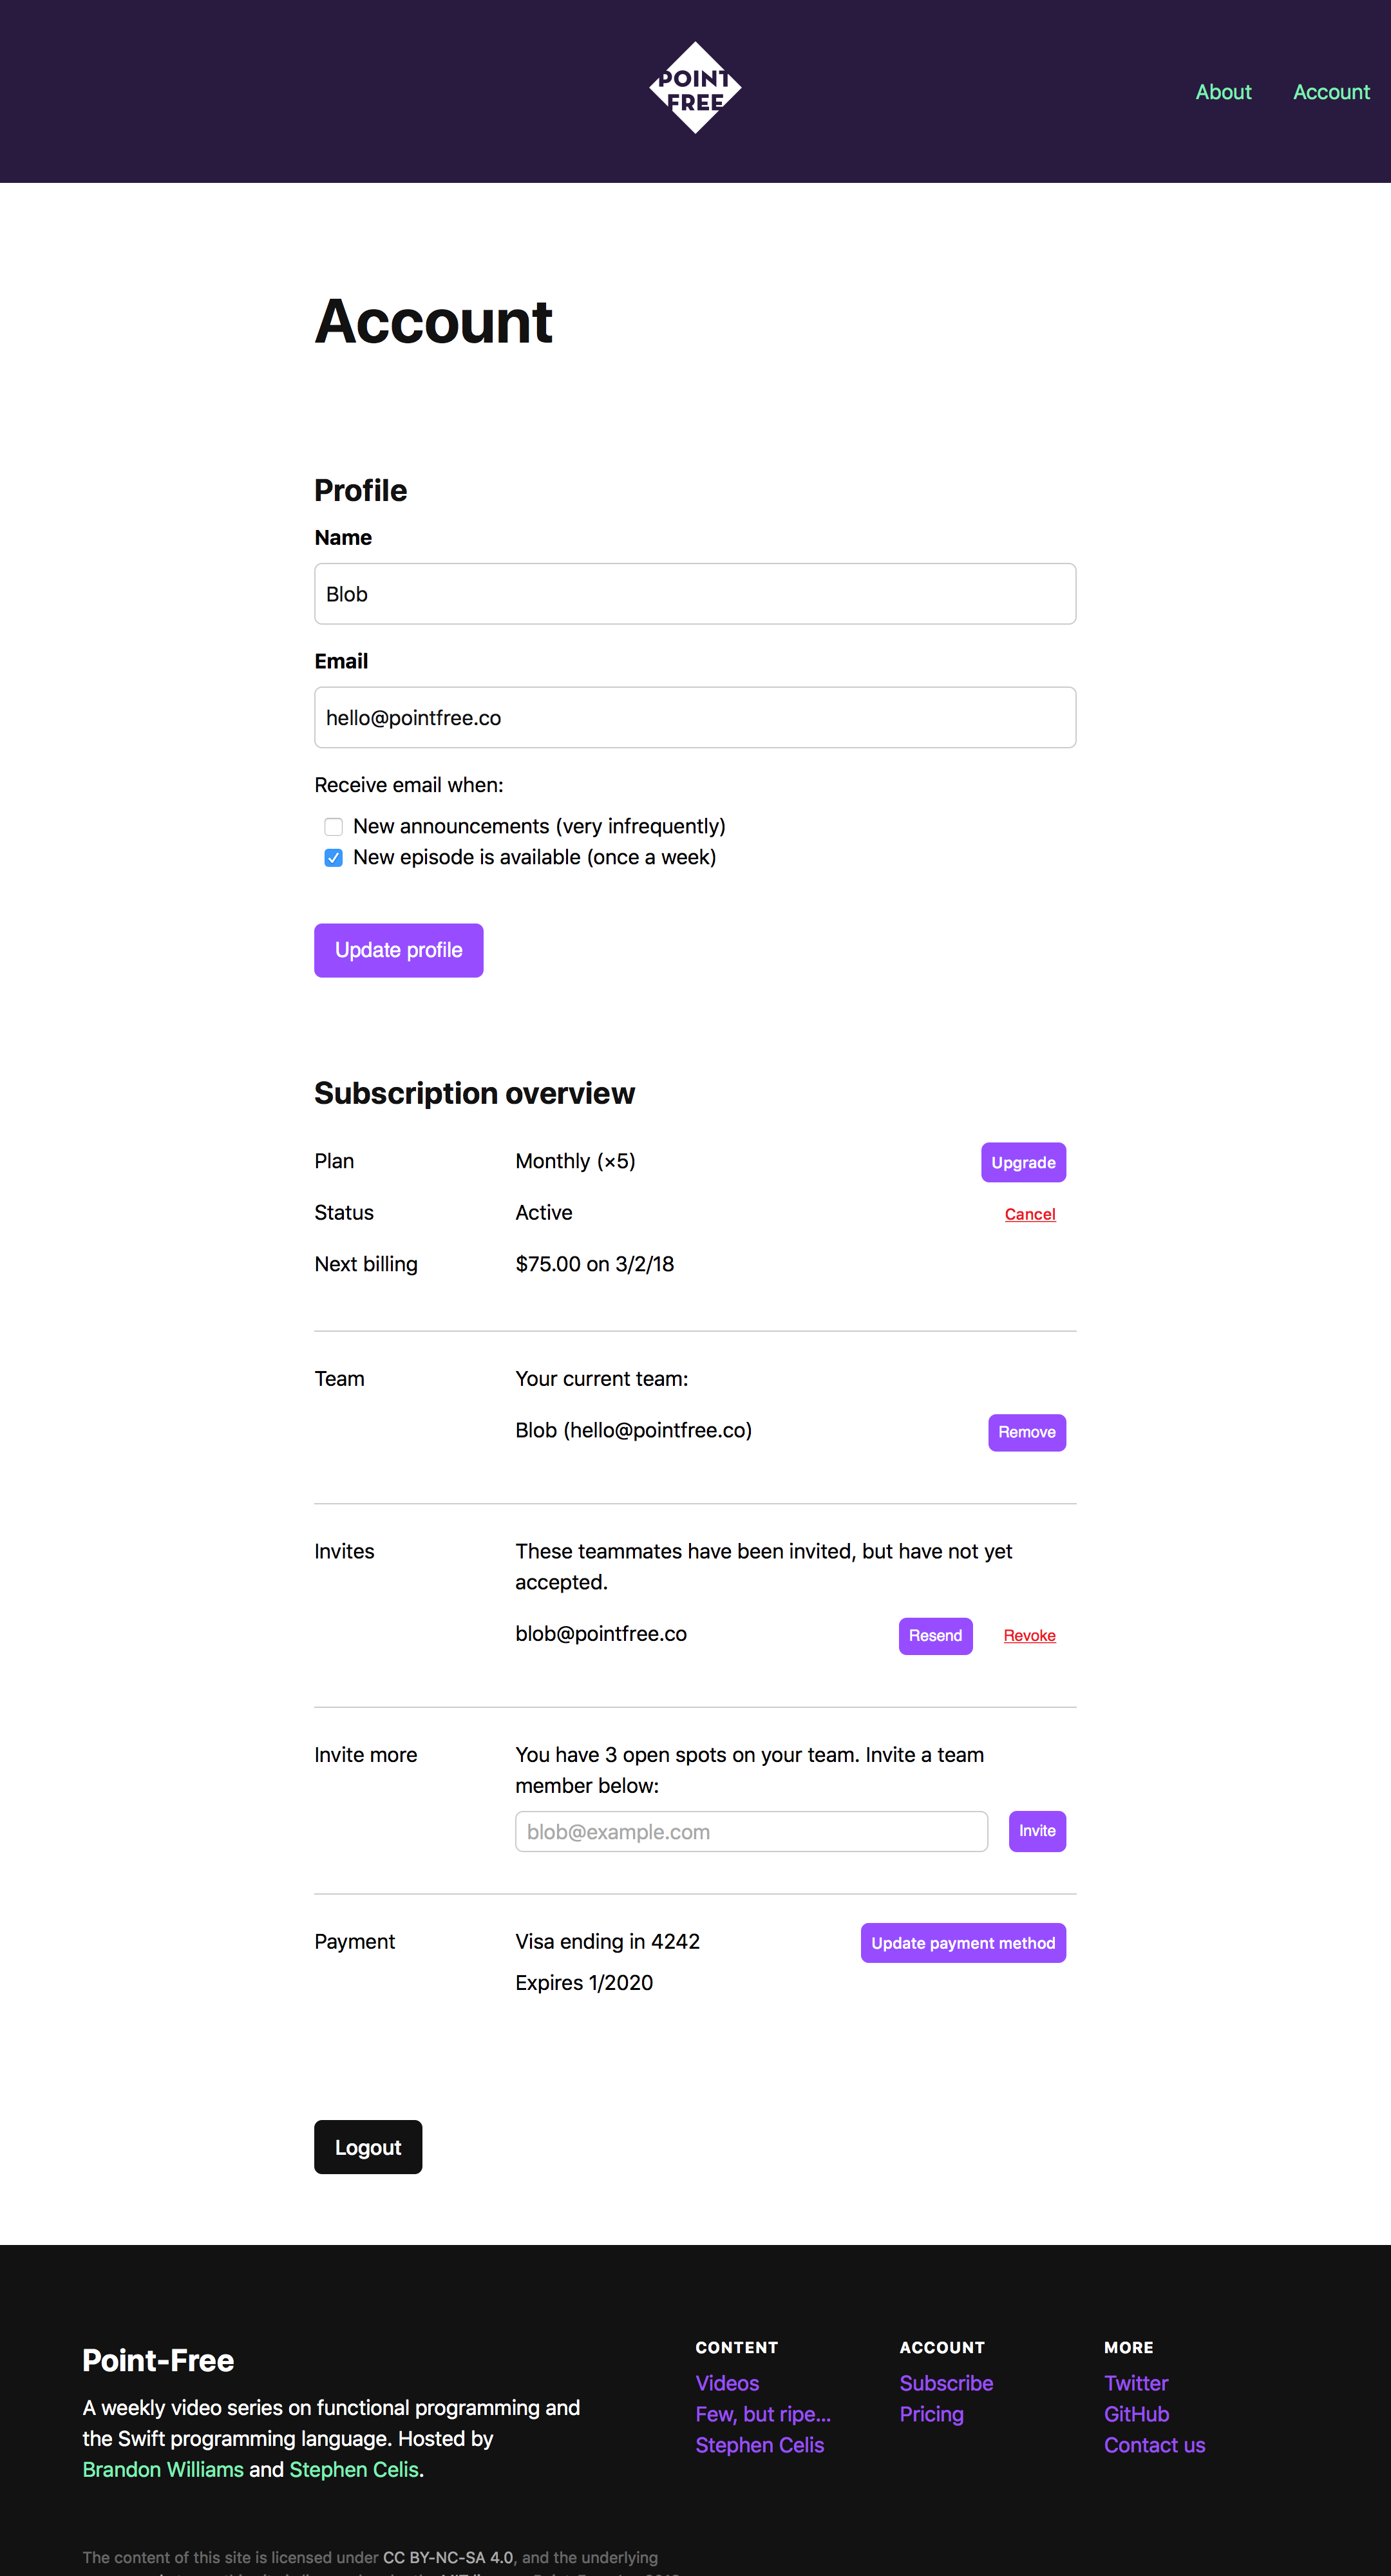 POINT
FREE
About Account
Account
Profile
Name
Blob
Email
hello@pointfree.co
Receive email when:
New announcements (very infrequently)
New episode is available (once a week)
Update profile
Subscription overview
Plan Monthly (×5) Upgrade
Status Active Cancel
Next billing $75.00 on 3/2/18
Team Your current team:
Blob (hello@pointfree.co) Remove
Invites These teammates have been invited, but have not yet
accepted.
blob@pointfree.co Resend Revoke
Invite more You have 3 open spots on your team. Invite a team
member below:
blob@example.com Invite
Payment Visa ending in 4242 Update payment method
Expires 1/2020
Logout
Point-Free
A weekly video series on functional programming and
the Swift programming language. Hosted by
Brandon Williams and Stephen Celis.
CONTENT
Videos
Few, but ripe...
Stephen Celis
ACCOUNT
Subscribe
Pricing
MORE
Twitter
GitHub
Contact us
The content of this site is licensed under CC BY-NC-SA 4.0, and the underlying